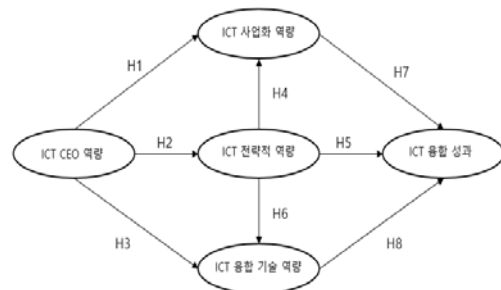 ICT 사업화 역량
H1
H7
H4
ICT CEO 역량
H2
ICT 전략적 역량
H5
ICT 융합 성과
H6
H3
H8
ICT 융합 기술 역량